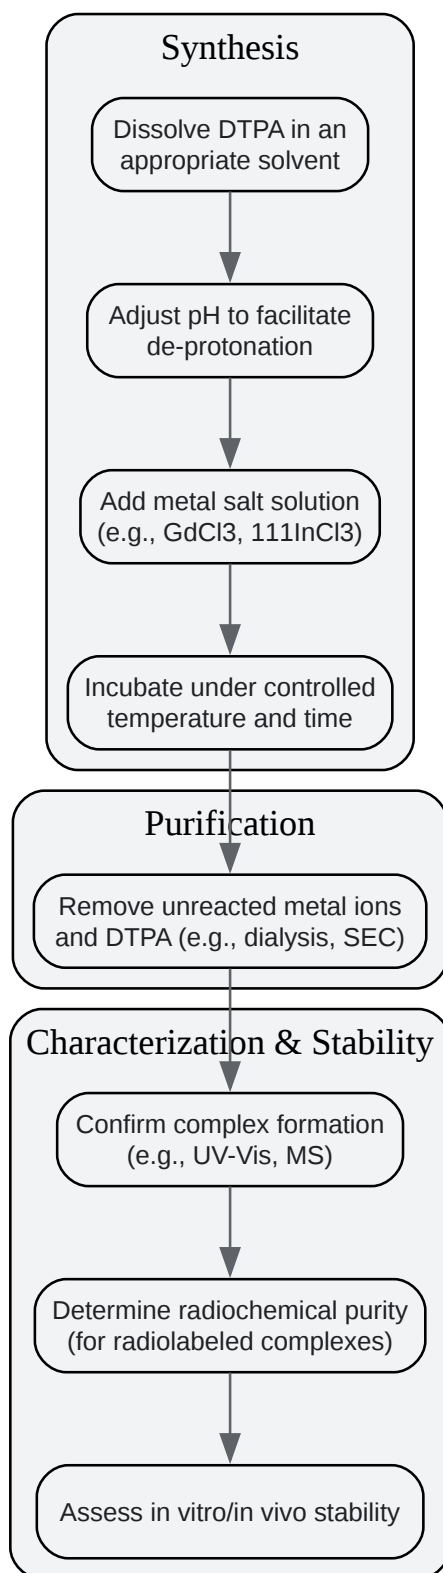 Synthesis
Dissolve DTPA in an
appropriate solvent
Adjust pH to facilitate
de-protonation
Add metal salt solution
(e.g., GdCl3, 111InCl3)
Incubate under controlled
temperature and time
Purification
Remove unreacted metal ions
and DTPA (e.g., dialysis, SEC)
Characterization & Stability
Confirm complex formation
(e.g., UV-Vis, MS)
Determine radiochemical purity
(for radiolabeled complexes)
Assess in vitro/in vivo stability